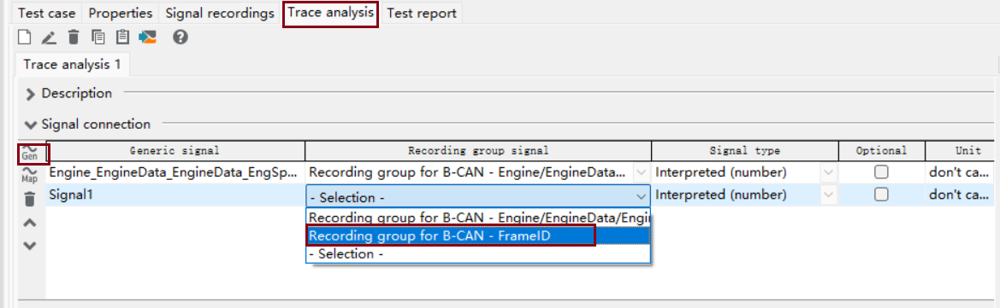 Test case Properties Signal recordings Trace analysis Test report
Trace analysis 1
Description
Signal connection
Gen Generic signal Recording group signal Signal type Optional Unit
Map Engine_EngineData_EngineData_EngSp... Recording group for B-CAN - Engine/EngineData... Interpreted (number) don't ca...
Signal1 - Selection - Interpreted (number) don't ca...
Recording group for B-CAN - Engine/EngineData/Engi
Recording group for B-CAN - FrameID
- Selection -